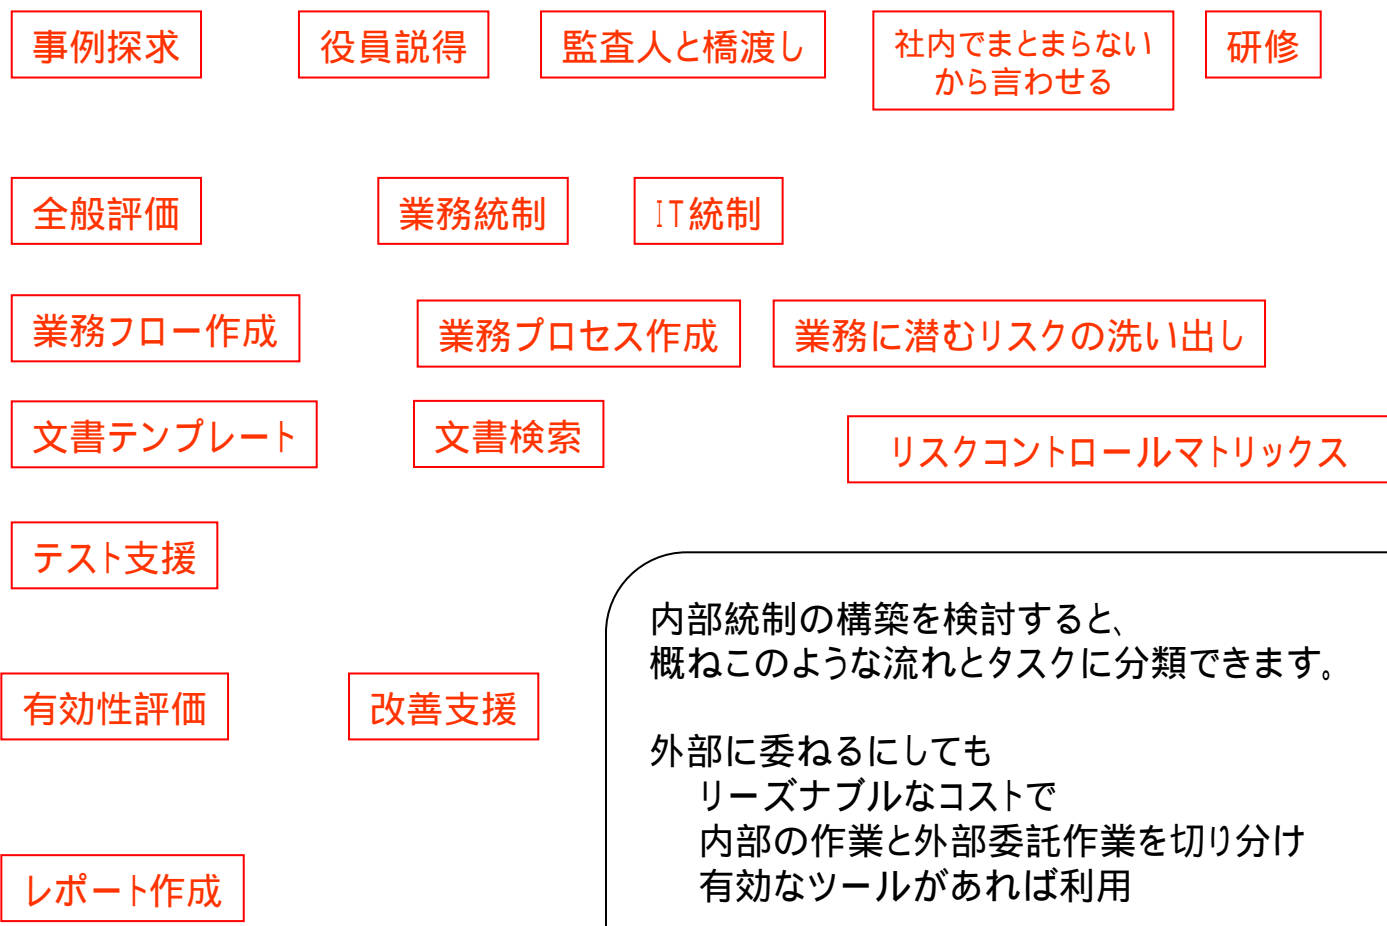 事例探求
役員説得
監査人と橋渡し
社内でまとまらない
から言わせる
研修
全般評価
業務統制
IT統制
業務フロー作成
業務プロセス作成
業務に潜むリスクの洗い出し
文書テンプレート
文書検索
リスクコントロールマトリックス
テスト支援
内部統制の構築を検討すると、
概ねこのような流れとタスクに分類できます。
有効性評価
改善支援
外部に委ねるにしても
リーズナブルなコストで
内部の作業と外部委託作業を切り分け
有効なツールがあれば利用
レポート作成